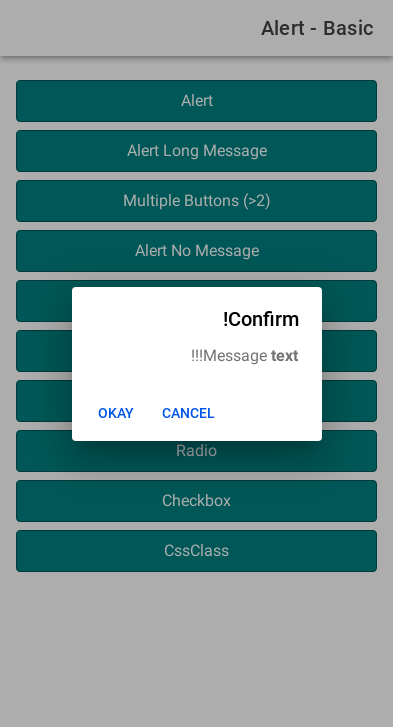 Alert - Basic
Alert
Alert Long Message
Multiple Buttons (>2)
Alert No Message
!Confirm
!!!Message text
OKAY CANCEL
Radio
Checkbox
CssClass